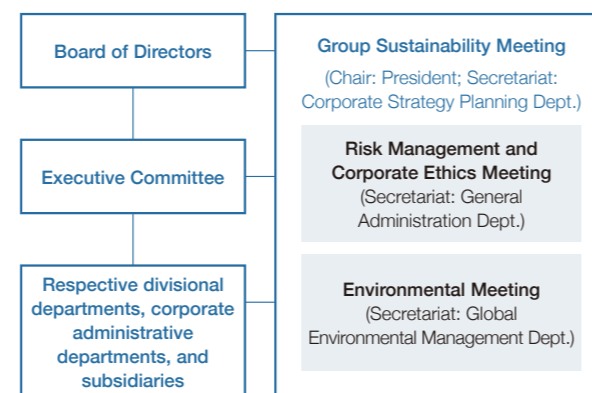 Board of Directors
Executive Committee
Respective divisional
departments, corporate
administrative
departments, and
subsidiaries
Group Sustainability Meeting
(Chair: President; Secretariat:
Corporate Strategy Planning Dept.)
Risk Management and
Corporate Ethics Meeting
(Secretariat: General
Administration Dept.)
Environmental Meeting
(Secretariat: Global
Environmental Management Dept.)